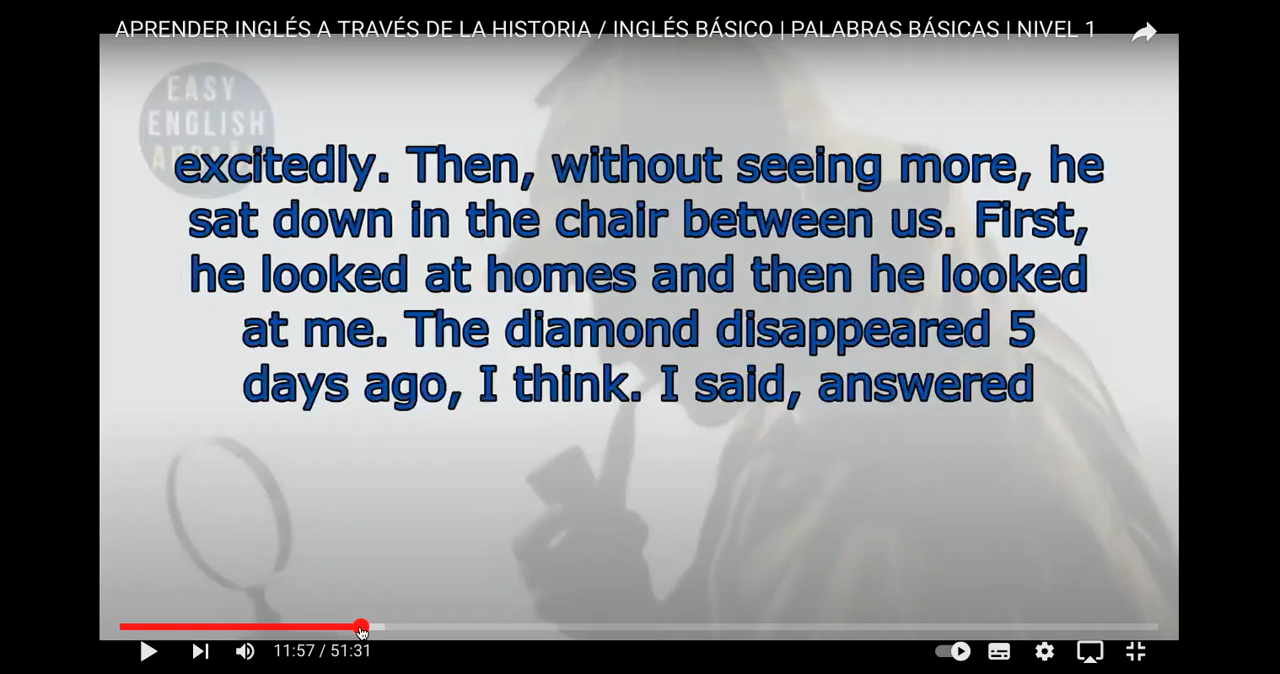 APRENDER INGLÉS A TRAVÉS DE LA HISTORIA / INGLÉS BÁSICO | PALABRAS BÁSICAS | NIVEL 1
EASY
ENGLISH
excitedly. Then, without seeing more, he
sat down in the chair between us. First,
he looked at homes and then he looked
at me. The diamond disappeared 5
days ago, I think. I said, answered
11:57 / 51:31